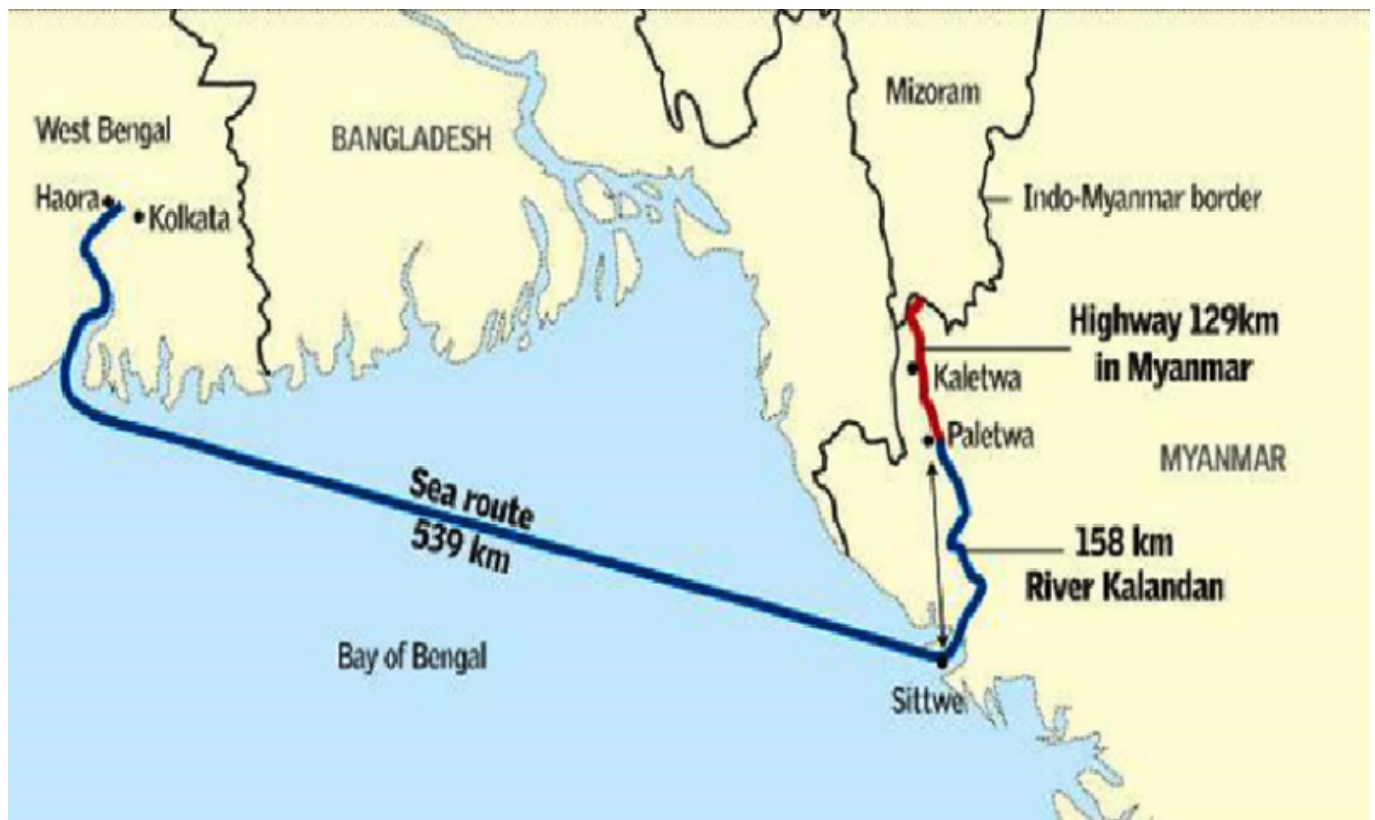 Mizoram
West Bengal
BANGLADESH
Haora
Kolkata
Indo-Myanmar border
Highway 129km
in Myanmar
Kaletwa
Paletwa
MYANMAR
Sea route
539 km
158 km
River Kalandan
Bay of Bengal
Sittwe